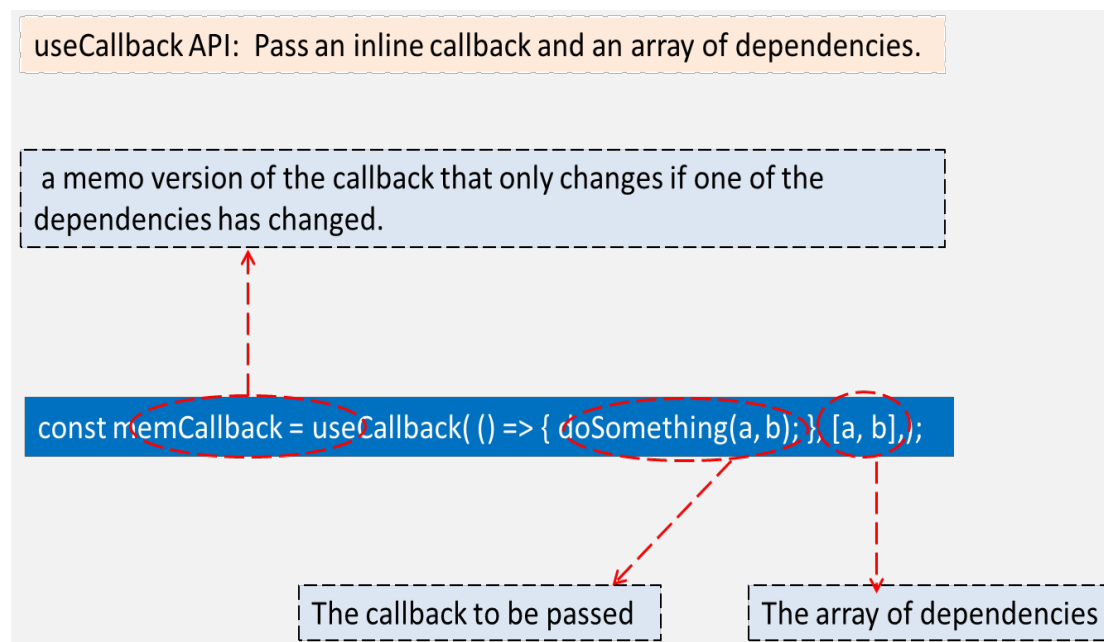 useCallback API:  Pass an inline callback and an array of dependencies.
a memo version of the callback that only changes if one of the
dependencies has changed.
const memCallback = useCallback( () => { doSomething(a, b); }, [a, b],);
The callback to be passed
The array of dependencies